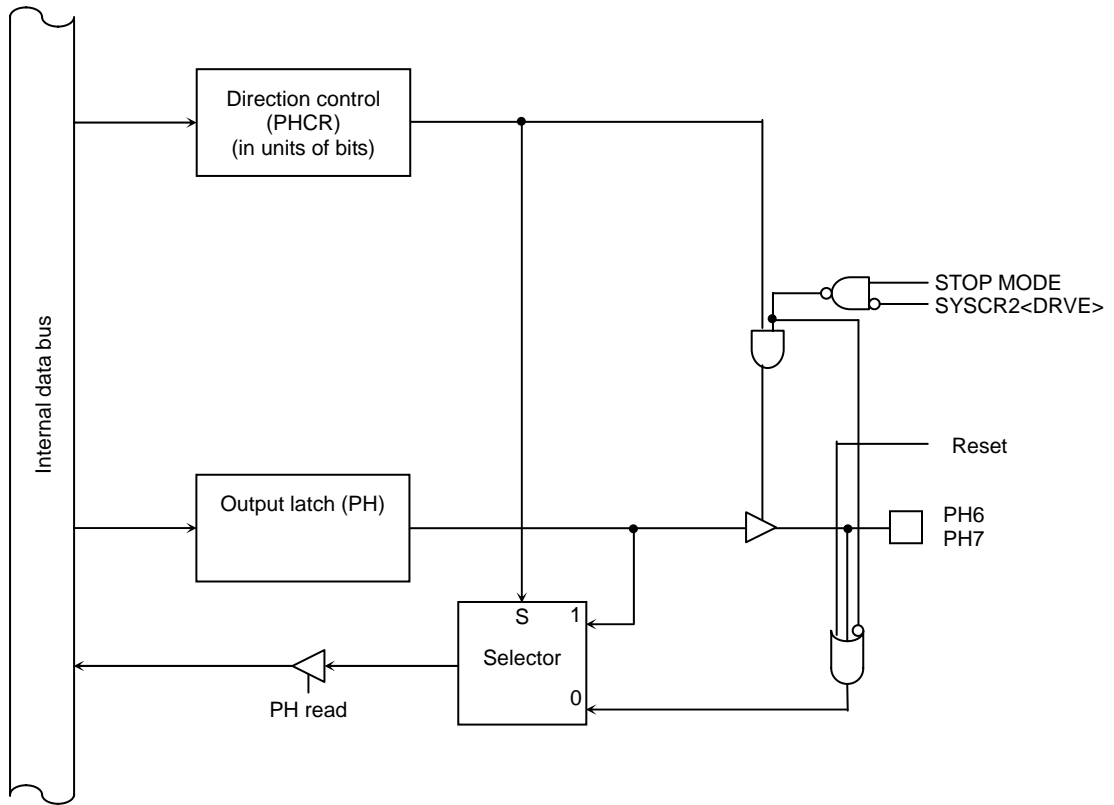 Direction control
(PHCR)
(in units of bits)
STOP MODE
SYSCR2<DRVE>
Internal data bus
Reset
Output latch (PH)
PH6
PH7
S
1
Selector
0
PH read